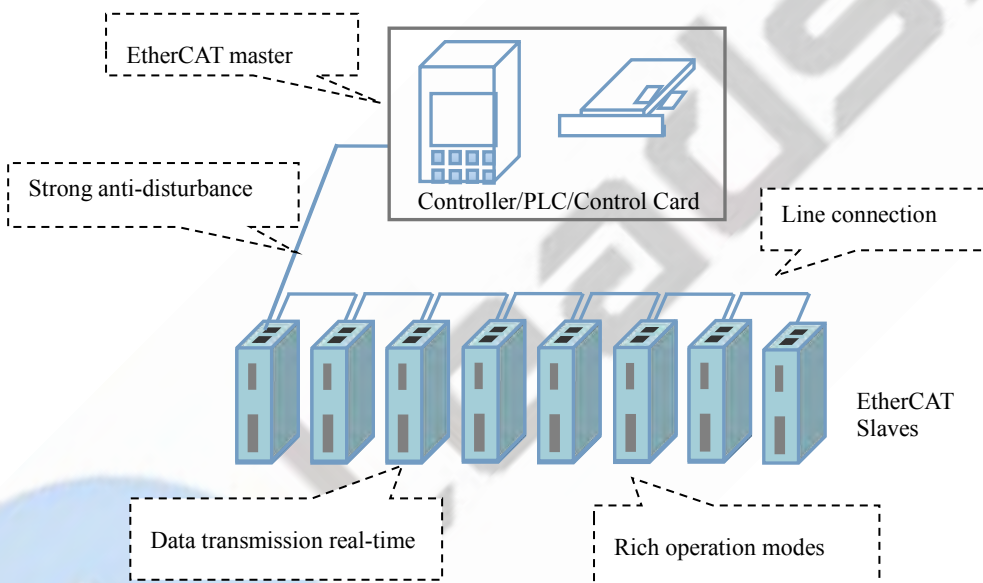 EtherCAT master
Strong anti-disturbance
Controller/PLC/Control Card
Line connection
EtherCAT
Slaves
Data transmission real-time
Rich operation modes